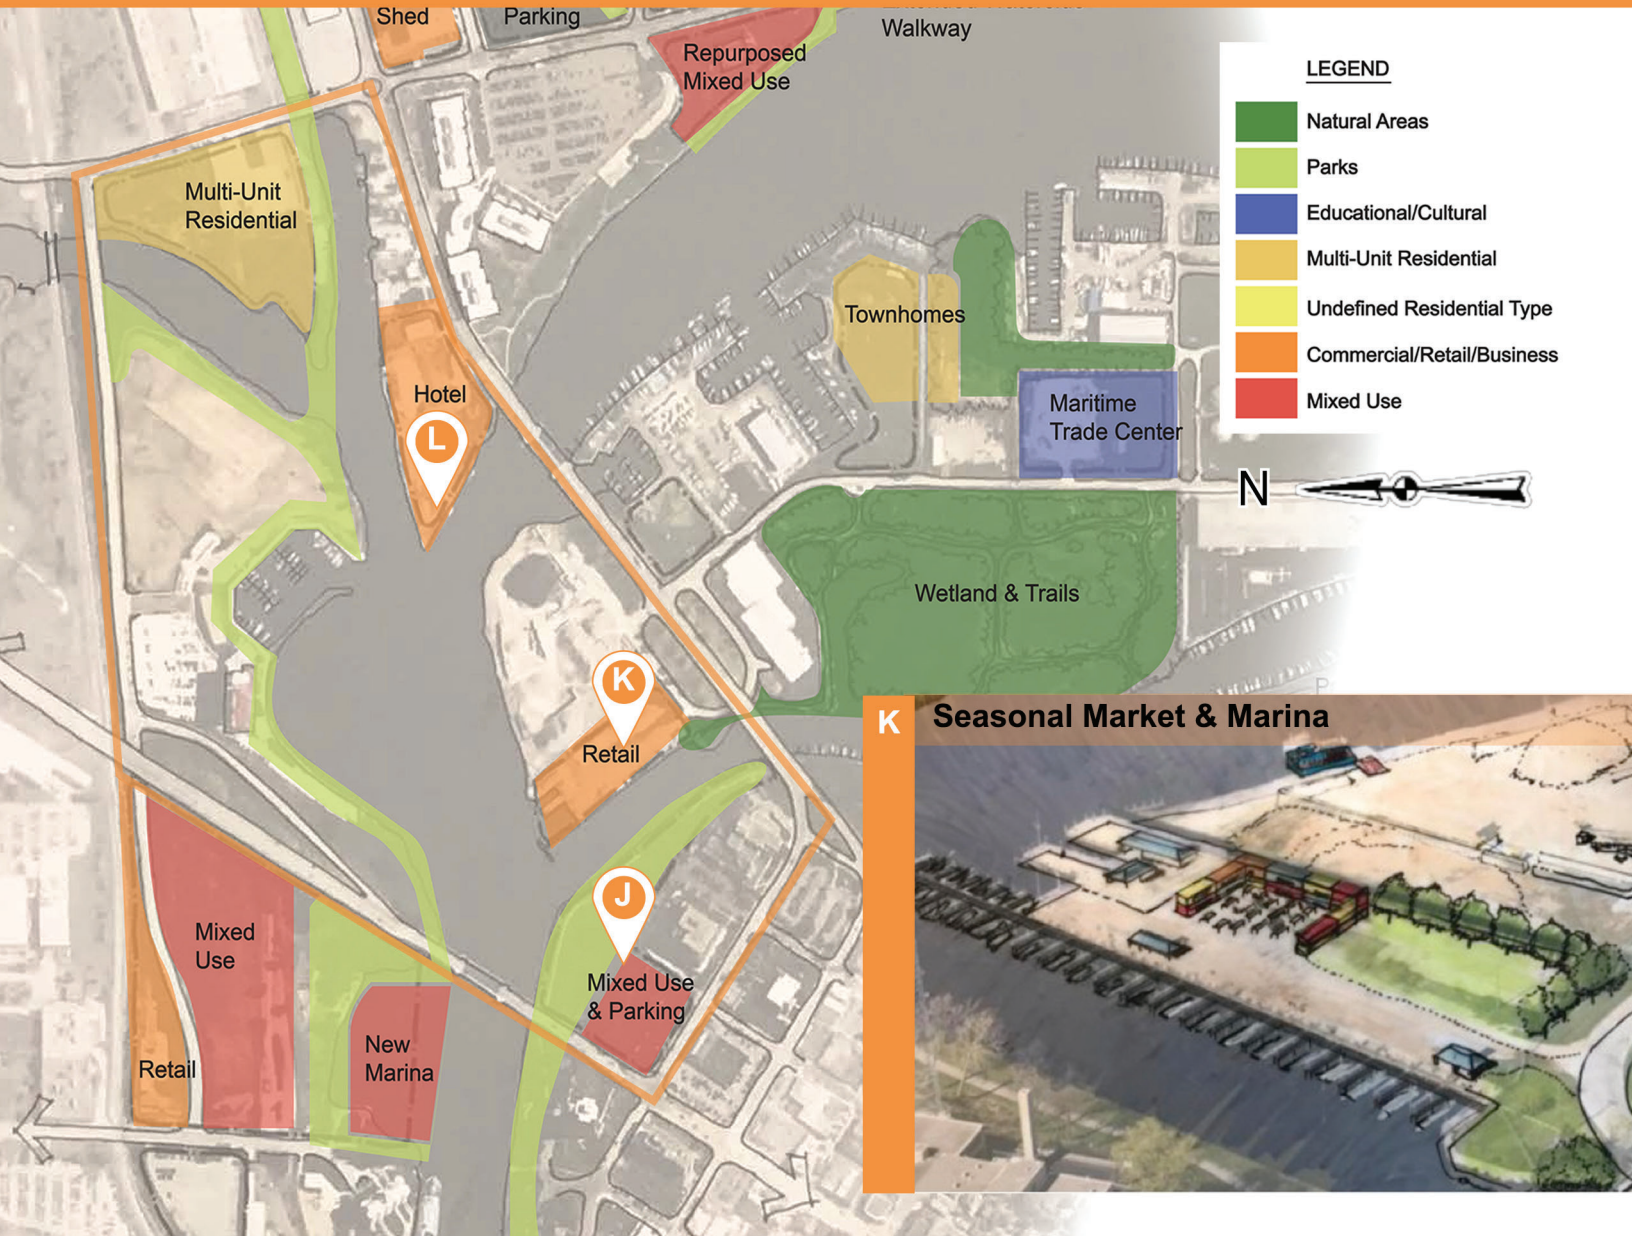 Shed
Parking
Walkway
Repurposed
Mixed Use
LEGEND
Natural Areas
Parks
Educational/Cultural
Multi-Unit Residential
Undefined Residential Type
Commercial/Retail/Business
Mixed Use
Multi-Unit
Residential
Townhomes
Hotel
L
Maritime
Trade Center
N
Wetland & Trails
K
Retail
K
Seasonal Market & Marina
J
Mixed Use
& Parking
Mixed
Use
New
Marina
Retail